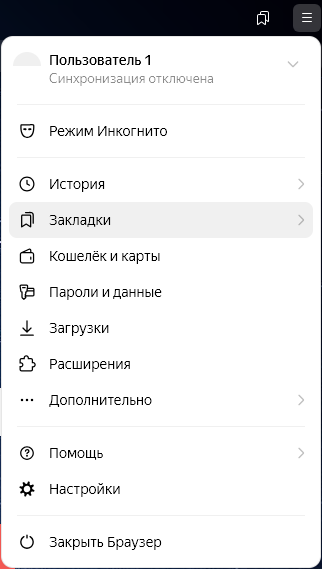 Пользователь 1
Синхронизация отключена
Режим Инкогнито
История
Закладки
Кошелёк и карты
Пароли и данные
Загрузки
Расширения
Дополнительно
Помощь
Настройки
Закрыть Браузер